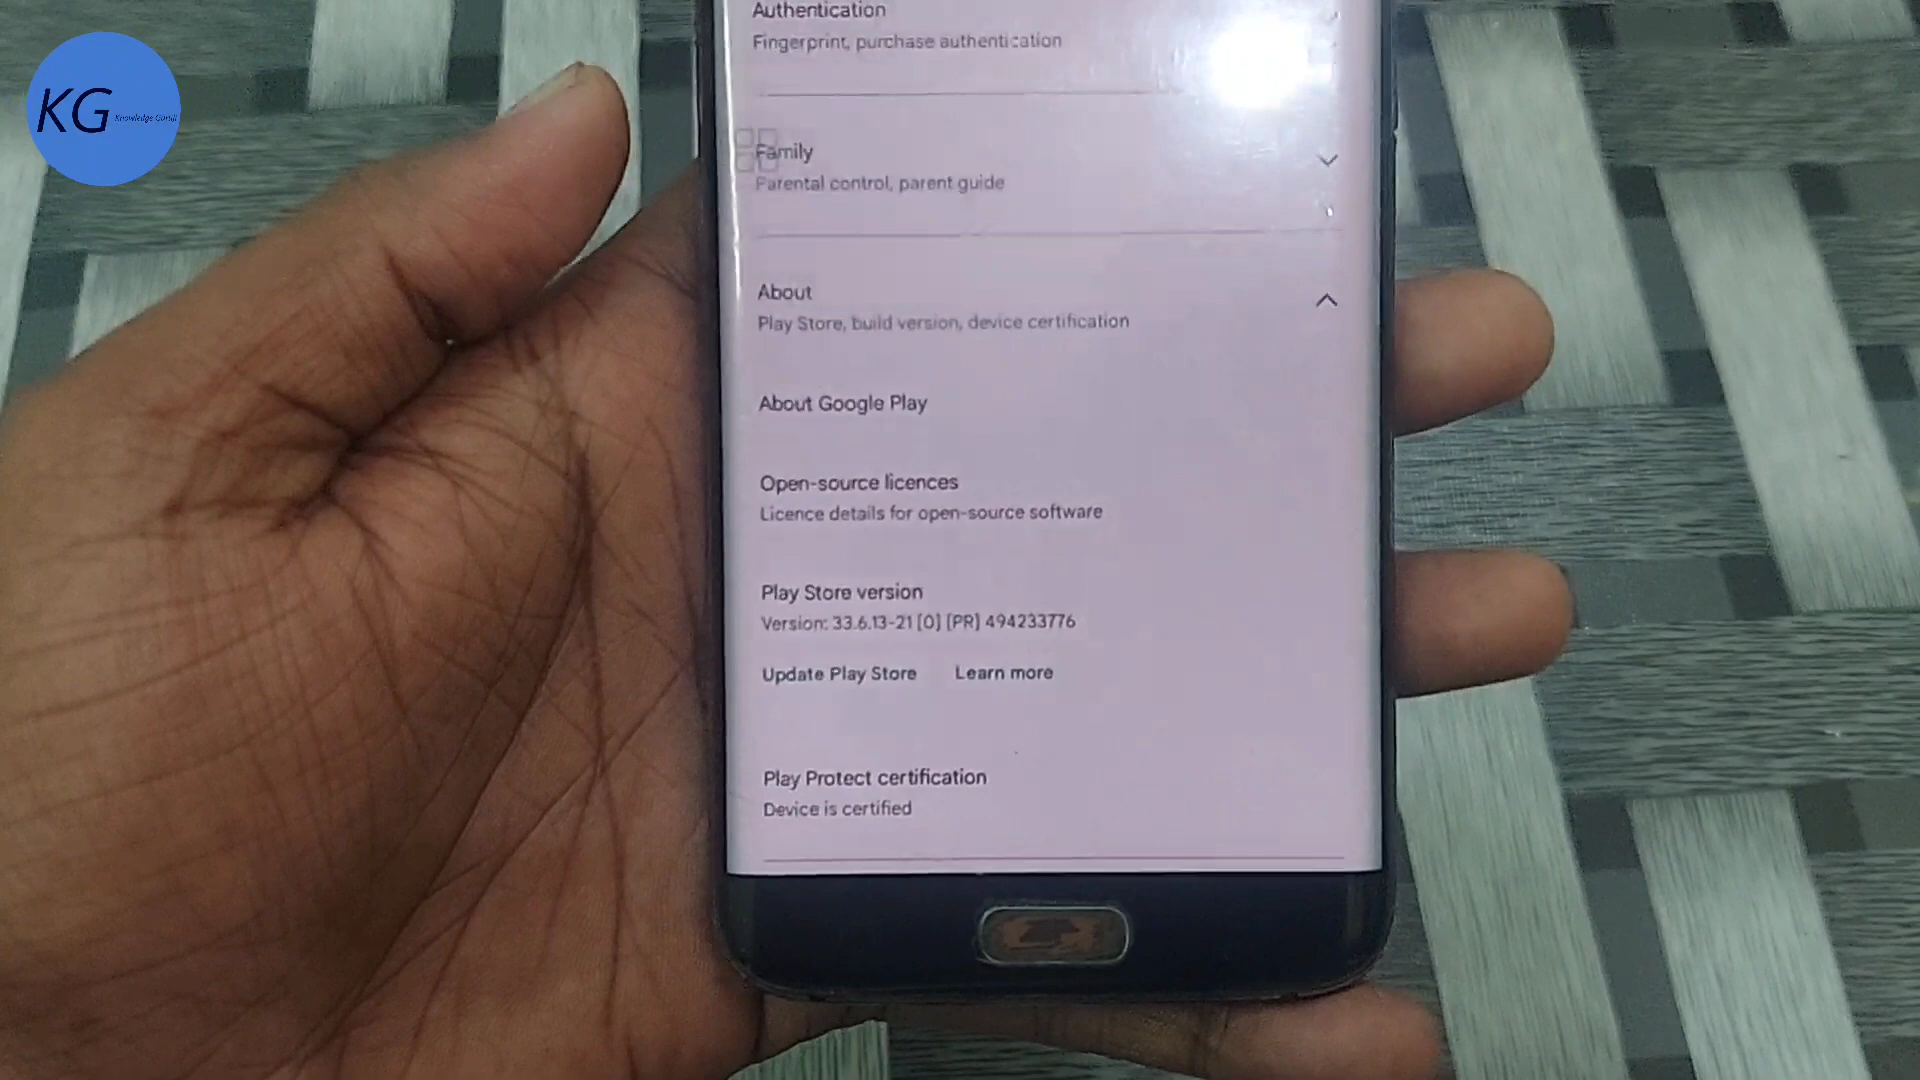 KG Knowledge Guruji
Authentication
Fingerprint, purchase authentication
Family
Parental control, parent guide
About
Play Store, build version, device certification
About Google Play
Open-source licences
Licence details for open-source software
Play Store version
Version: 33.6.13-21 [0] [PR] 494233776
Update Play Store Learn more
Play Protect certification
Device is certified